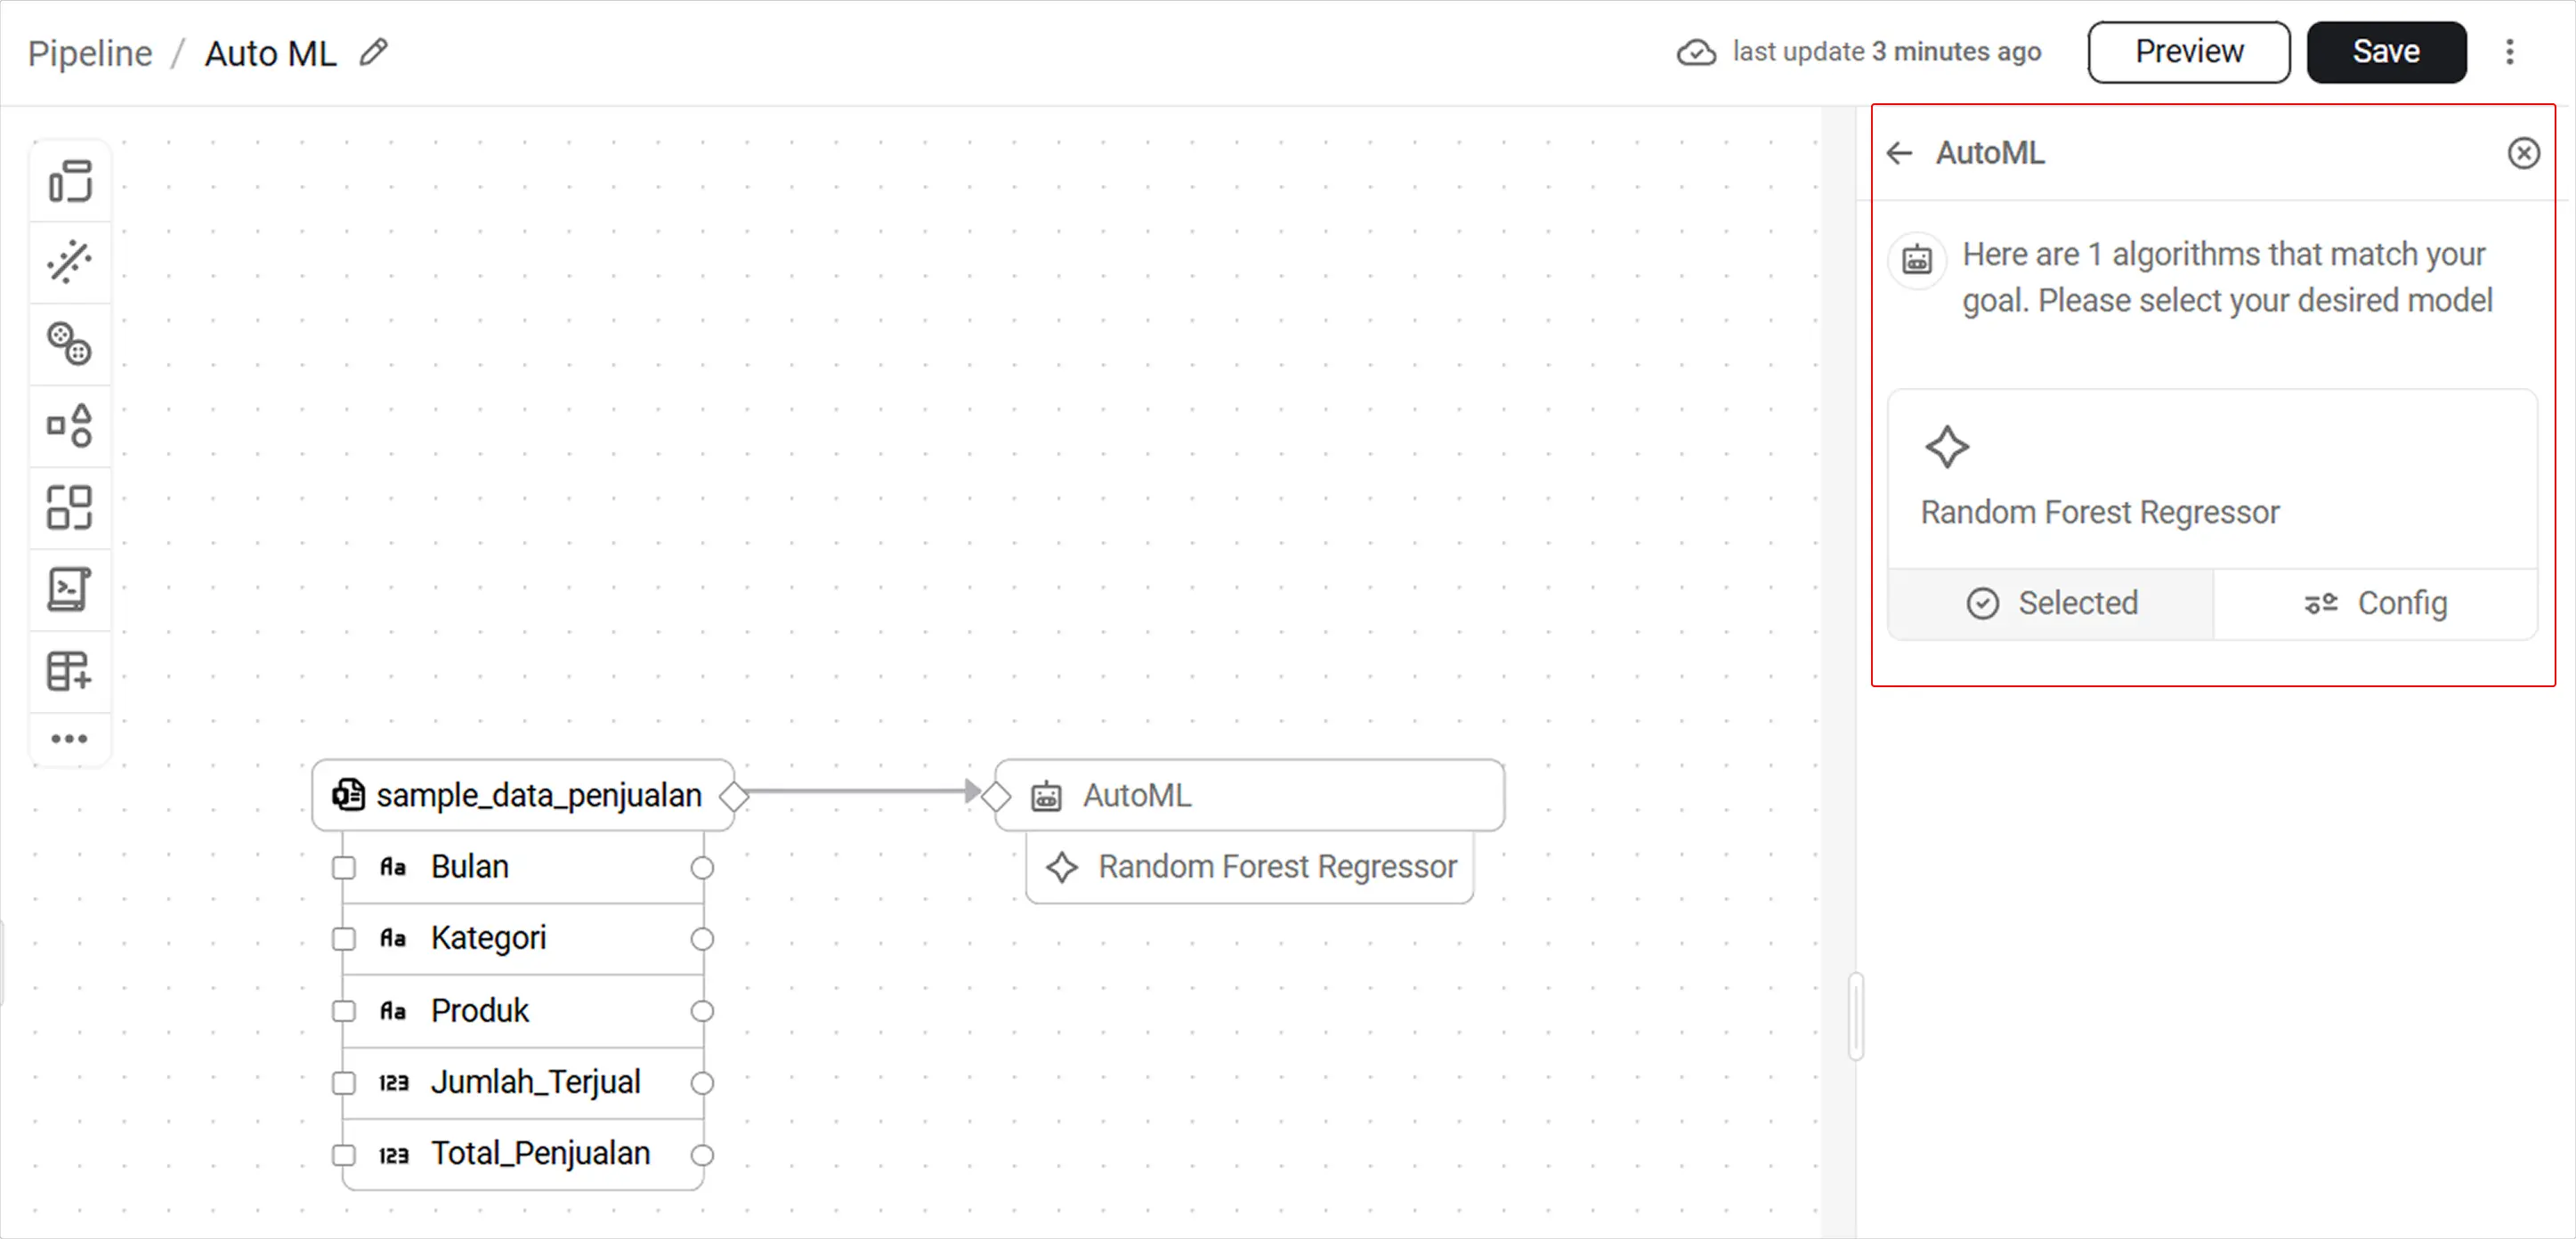 Pipeline / Auto ML
last update 3 minutes ago
Preview
Save
AutoML
Here are 1 algorithms that match your
goal. Please select your desired model
Random Forest Regressor
Selected
Config
sample_data_penjualan
Aa Bulan
Aa Kategori
Aa Produk
123 Jumlah_Terjual
123 Total_Penjualan
AutoML
Random Forest Regressor